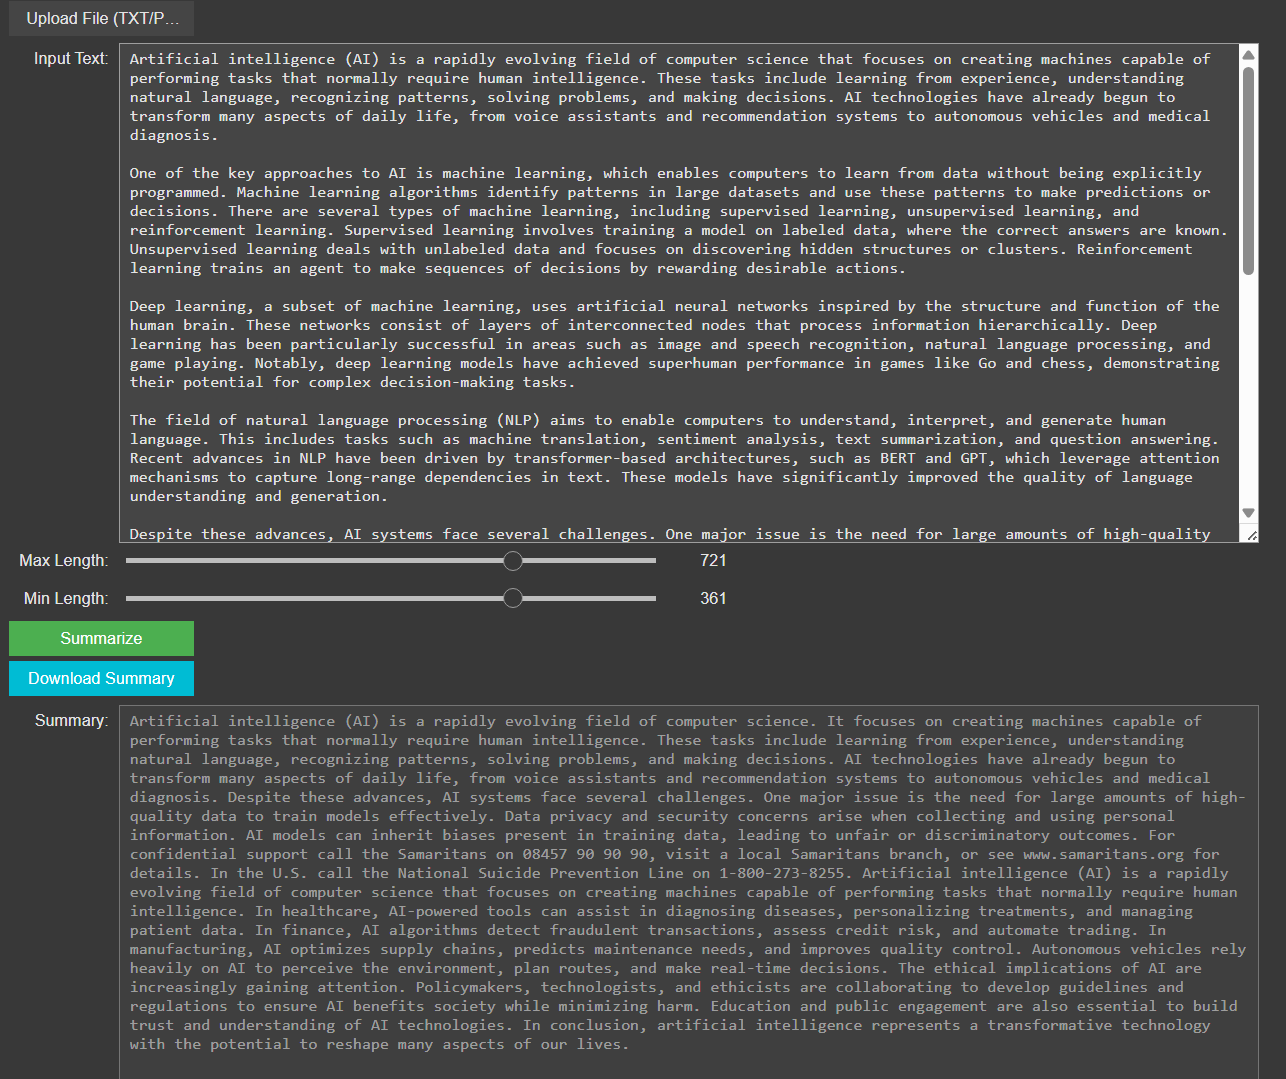 Upload File (TXT/P…
Input Text:
Artificial intelligence (AI) is a rapidly evolving field of computer science that focuses on creating machines capable of
performing tasks that normally require human intelligence. These tasks include learning from experience, understanding
natural language, recognizing patterns, solving problems, and making decisions. AI technologies have already begun to
transform many aspects of daily life, from voice assistants and recommendation systems to autonomous vehicles and medical
diagnosis.
One of the key approaches to AI is machine learning, which enables computers to learn from data without being explicitly
programmed. Machine learning algorithms identify patterns in large datasets and use these patterns to make predictions or
decisions. There are several types of machine learning, including supervised learning, unsupervised learning, and
reinforcement learning. Supervised learning involves training a model on labeled data, where the correct answers are known.
Unsupervised learning deals with unlabeled data and focuses on discovering hidden structures or clusters. Reinforcement
learning trains an agent to make sequences of decisions by rewarding desirable actions.
Deep learning, a subset of machine learning, uses artificial neural networks inspired by the structure and function of the
human brain. These networks consist of layers of interconnected nodes that process information hierarchically. Deep
learning has been particularly successful in areas such as image and speech recognition, natural language processing, and
game playing. Notably, deep learning models have achieved superhuman performance in games like Go and chess, demonstrating
their potential for complex decision-making tasks.
The field of natural language processing (NLP) aims to enable computers to understand, interpret, and generate human
language. This includes tasks such as machine translation, sentiment analysis, text summarization, and question answering.
Recent advances in NLP have been driven by transformer-based architectures, such as BERT and GPT, which leverage attention
mechanisms to capture long-range dependencies in text. These models have significantly improved the quality of language
understanding and generation.
Despite these advances, AI systems face several challenges. One major issue is the need for large amounts of high-quality
Max Length:
721
Min Length:
361
Summarize
Download Summary
Summary:
Artificial intelligence (AI) is a rapidly evolving field of computer science. It focuses on creating machines capable of
performing tasks that normally require human intelligence. These tasks include learning from experience, understanding
natural language, recognizing patterns, solving problems, and making decisions. AI technologies have already begun to
transform many aspects of daily life, from voice assistants and recommendation systems to autonomous vehicles and medical
diagnosis. Despite these advances, AI systems face several challenges. One major issue is the need for large amounts of high-
quality data to train models effectively. Data privacy and security concerns arise when collecting and using personal
information. AI models can inherit biases present in training data, leading to unfair or discriminatory outcomes. For
confidential support call the Samaritans on 08457 90 90 90, visit a local Samaritans branch, or see www.samaritans.org for
details. In the U.S. call the National Suicide Prevention Line on 1-800-273-8255. Artificial intelligence (AI) is a rapidly
evolving field of computer science that focuses on creating machines capable of performing tasks that normally require human
intelligence. In healthcare, AI-powered tools can assist in diagnosing diseases, personalizing treatments, and managing
patient data. In finance, AI algorithms detect fraudulent transactions, assess credit risk, and automate trading. In
manufacturing, AI optimizes supply chains, predicts maintenance needs, and improves quality control. Autonomous vehicles rely
heavily on AI to perceive the environment, plan routes, and make real-time decisions. The ethical implications of AI are
increasingly gaining attention. Policymakers, technologists, and ethicists are collaborating to develop guidelines and
regulations to ensure AI benefits society while minimizing harm. Education and public engagement are also essential to build
trust and understanding of AI technologies. In conclusion, artificial intelligence represents a transformative technology
with the potential to reshape many aspects of our lives.